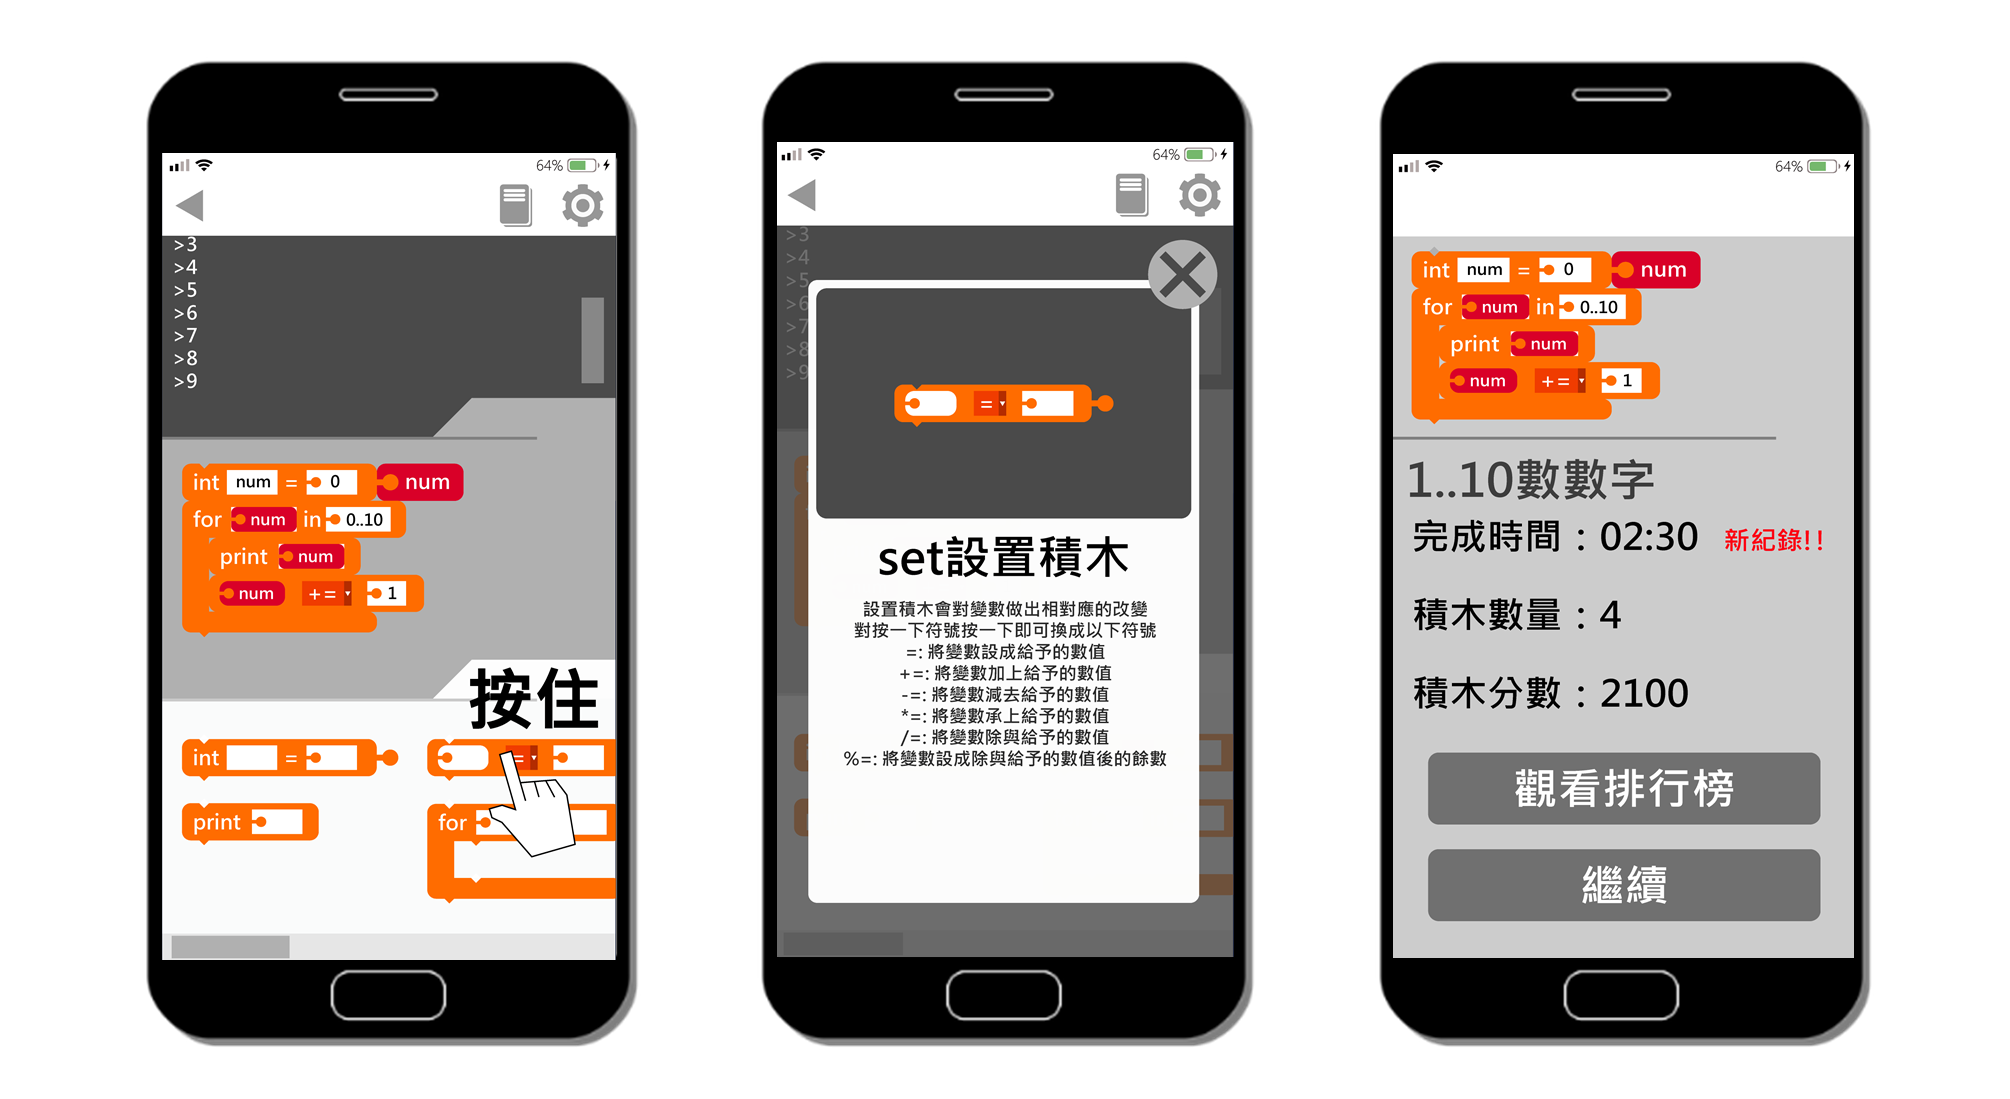 64%
>3
>4
>5
>6
>7
>8
>9
int num = 0 num
for num in 0..10
print num
num += 1
按住
int =
=
print
for
64%
>3
>4
>5
>6
>7
>8
>9
=
set設置積木
設置積木會對變數做出相對應的改變
對按一下符號按一下即可換成以下符號
=: 將變數設成給予的數值
+=: 將變數加上給予的數值
-=: 將變數減去給予的數值
*=: 將變數承上給予的數值
/=: 將變數除與給予的數值
%=: 將變數設成除與給予的數值後的餘數
64%
int num = 0 num
for num in 0..10
print num
num += 1
1..10數數字
完成時間：02:30 新紀錄!!
積木數量：4
積木分數：2100
觀看排行榜
繼續